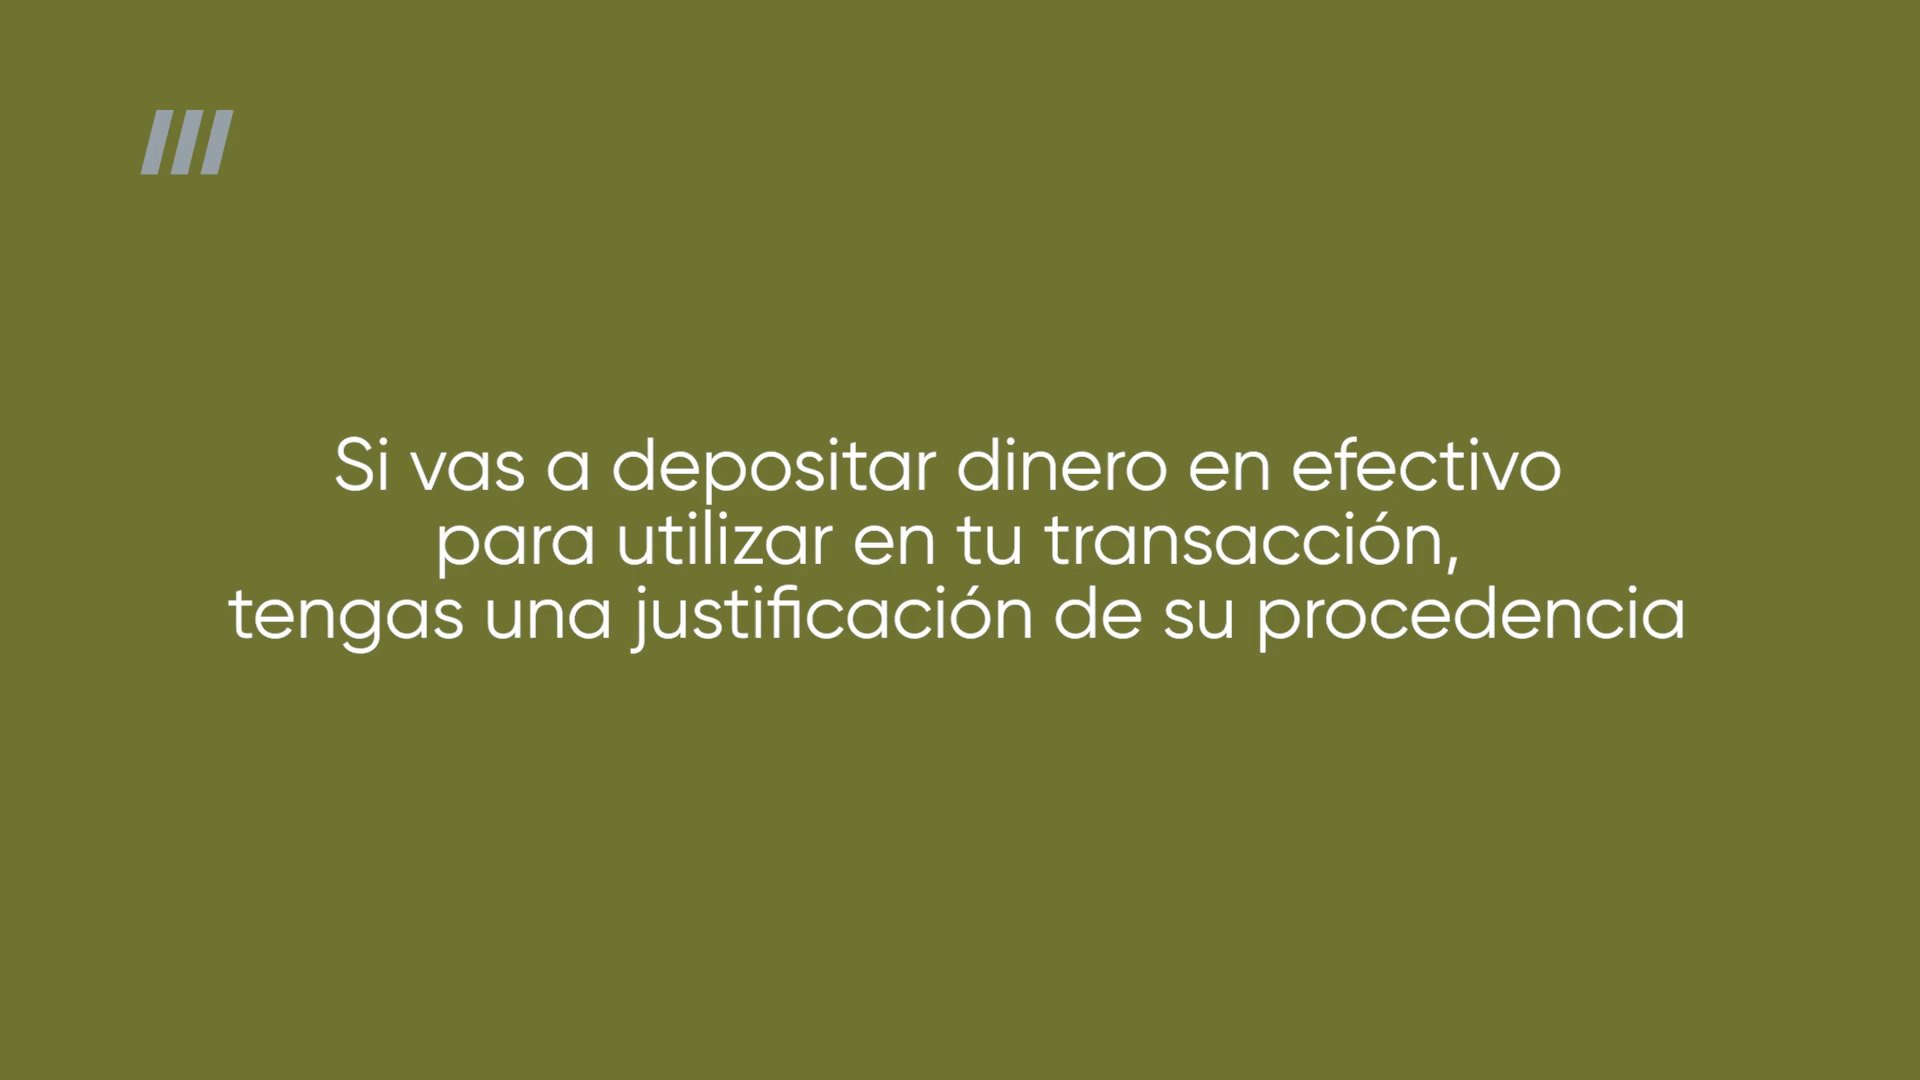 Si vas a depositar dinero en efectivo
para utilizar en tu transacción,
tengas una justificación de su procedencia